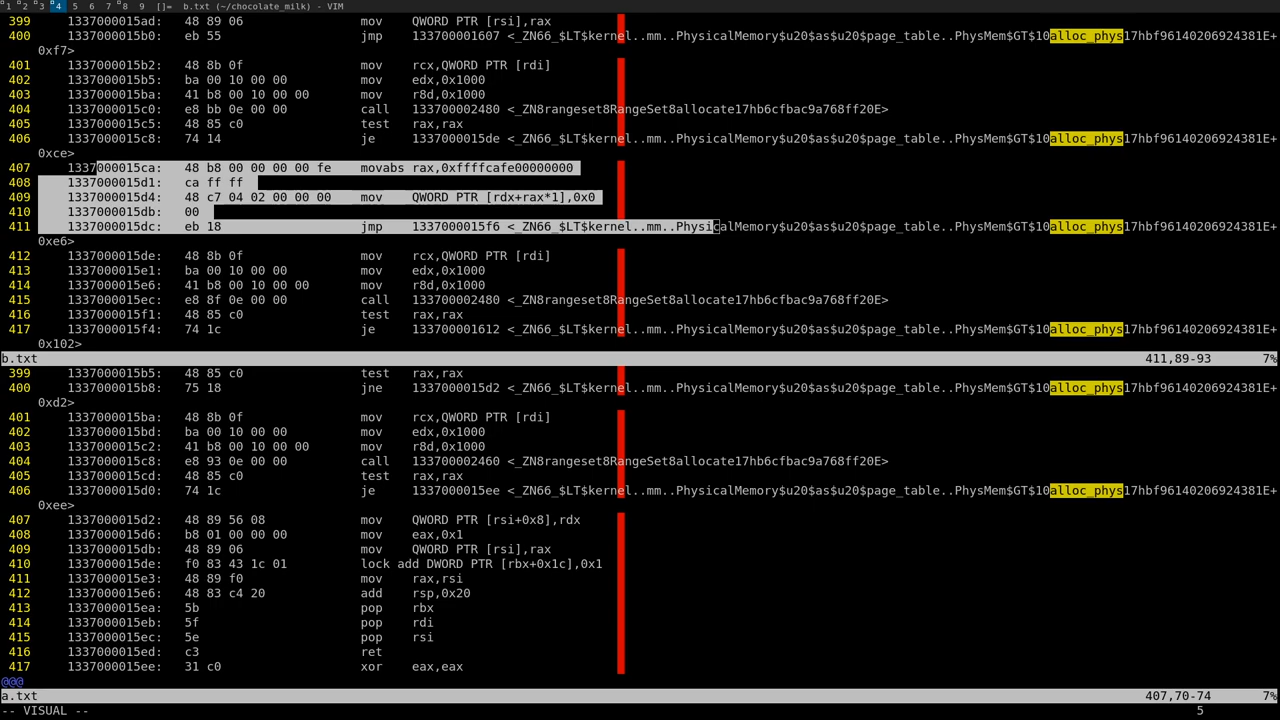 1 2 3 4 5 6 7 8 9 []= b.txt (~/chocolate_milk) - VIM
399 1337000015ad: 48 89 06 mov QWORD PTR [rsi],rax
400 1337000015b0: eb 55 jmp 133700001607 <_ZN66_$LT$kernel..mm..PhysicalMemory$u20$as$u20$page_table..PhysMem$GT$10alloc_phys17hbf96140206924381E+
0xf7>
401 1337000015b2: 48 8b 0f mov rcx,QWORD PTR [rdi]
402 1337000015b5: ba 00 10 00 00 mov edx,0x1000
403 1337000015ba: 41 b8 00 10 00 00 mov r8d,0x1000
404 1337000015c0: e8 bb 0e 00 00 call 133700002480 <_ZN8rangeset8RangeSet8allocate17hb6cfbac9a768ff20E>
405 1337000015c5: 48 85 c0 test rax,rax
406 1337000015c8: 74 14 je 1337000015de <_ZN66_$LT$kernel..mm..PhysicalMemory$u20$as$u20$page_table..PhysMem$GT$10alloc_phys17hbf96140206924381E+
0xce>
407 1337000015ca: 48 b8 00 00 00 00 fe movabs rax,0xffffcafe00000000
408 1337000015d1: ca ff ff
409 1337000015d4: 48 c7 04 02 00 00 00 mov QWORD PTR [rdx+rax*1],0x0
410 1337000015db: 00
411 1337000015dc: eb 18 jmp 1337000015f6 <_ZN66_$LT$kernel..mm..PhysicalMemory$u20$as$u20$page_table..PhysMem$GT$10alloc_phys17hbf96140206924381E+
0xe6>
412 1337000015de: 48 8b 0f mov rcx,QWORD PTR [rdi]
413 1337000015e1: ba 00 10 00 00 mov edx,0x1000
414 1337000015e6: 41 b8 00 10 00 00 mov r8d,0x1000
415 1337000015ec: e8 8f 0e 00 00 call 133700002480 <_ZN8rangeset8RangeSet8allocate17hb6cfbac9a768ff20E>
416 1337000015f1: 48 85 c0 test rax,rax
417 1337000015f4: 74 1c je 133700001612 <_ZN66_$LT$kernel..mm..PhysicalMemory$u20$as$u20$page_table..PhysMem$GT$10alloc_phys17hbf96140206924381E+
0x102>
b.txt 411,89-93 7%
399 1337000015b5: 48 85 c0 test rax,rax
400 1337000015b8: 75 18 jne 1337000015d2 <_ZN66_$LT$kernel..mm..PhysicalMemory$u20$as$u20$page_table..PhysMem$GT$10alloc_phys17hbf96140206924381E+
0xd2>
401 1337000015ba: 48 8b 0f mov rcx,QWORD PTR [rdi]
402 1337000015bd: ba 00 10 00 00 mov edx,0x1000
403 1337000015c2: 41 b8 00 10 00 00 mov r8d,0x1000
404 1337000015c8: e8 93 0e 00 00 call 133700002460 <_ZN8rangeset8RangeSet8allocate17hb6cfbac9a768ff20E>
405 1337000015cd: 48 85 c0 test rax,rax
406 1337000015d0: 74 1c je 1337000015ee <_ZN66_$LT$kernel..mm..PhysicalMemory$u20$as$u20$page_table..PhysMem$GT$10alloc_phys17hbf96140206924381E+
0xee>
407 1337000015d2: 48 89 56 08 mov QWORD PTR [rsi+0x8],rdx
408 1337000015d6: b8 01 00 00 00 mov eax,0x1
409 1337000015db: 48 89 06 mov QWORD PTR [rsi],rax
410 1337000015de: f0 83 43 1c 01 lock add DWORD PTR [rbx+0x1c],0x1
411 1337000015e3: 48 89 f0 mov rax,rsi
412 1337000015e6: 48 83 c4 20 add rsp,0x20
413 1337000015ea: 5b pop rbx
414 1337000015eb: 5f pop rdi
415 1337000015ec: 5e pop rsi
416 1337000015ed: c3 ret
417 1337000015ee: 31 c0 xor eax,eax
@@@
a.txt 407,70-74 7%
-- VISUAL -- 5